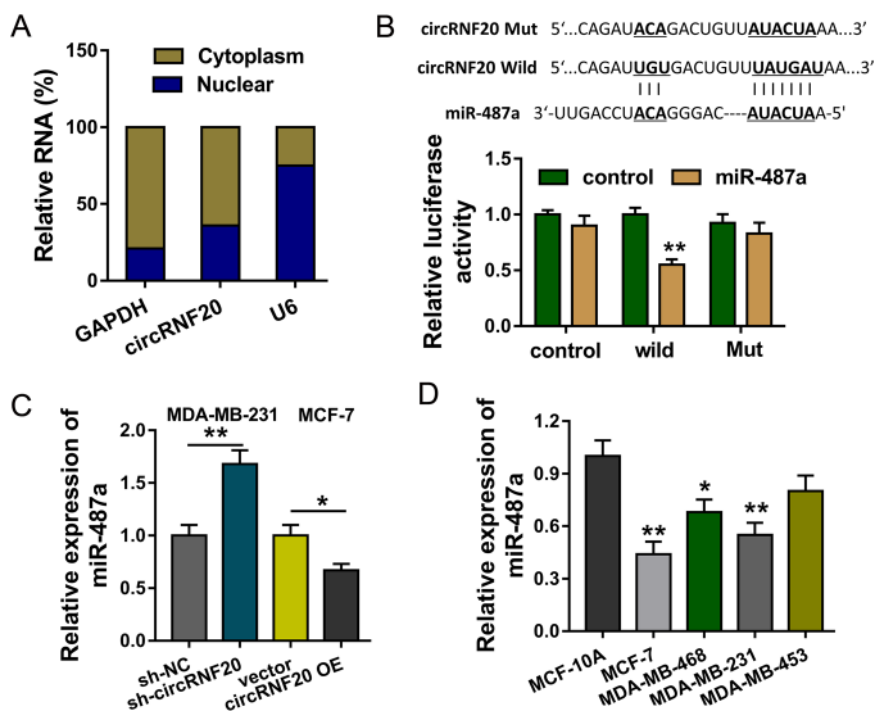 A
Relative RNA (%)
150
100
50
0
Cytoplasm
Nuclear
GAPDH
circRNF20
U6
B
circRNF20 Mut 5‘...CAGAUACAGACUGUUAUACUAAA...3’
circRNF20 Wild 5‘...CAGAUUGUGACUGUUUAUGAUAA...3’
miR-487a 3‘-UUGACCUACAGGGAC----AUACUAA-5'
Relative luciferase
activity
1.5
1.0
0.5
0.0
control
miR-487a
**
control
wild
Mut
C
Relative expression of
miR-487a
MDA-MB-231
MCF-7
2.0
1.5
1.0
0.5
0.0
**
*
sh-NC
sh-circRNF20
vector
circRNF20 OE
D
Relative expression of
miR-487a
1.2
0.9
0.6
0.3
0.0
**
*
**
MCF-10A
MCF-7
MDA-MB-468
MDA-MB-231
MDA-MB-453